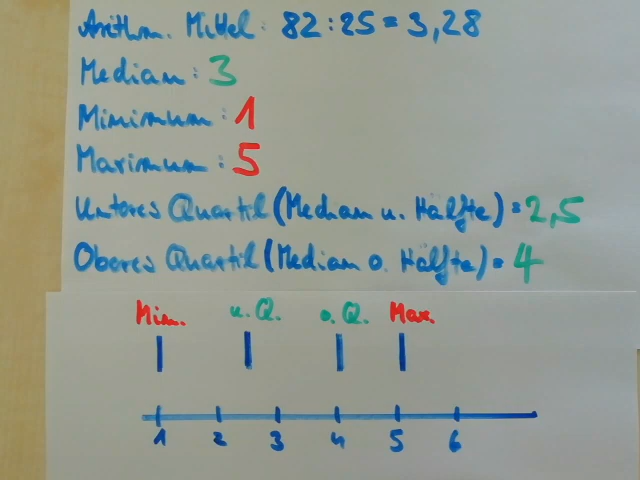 Arithm. Mittel: 82:25=3,28
Median: 3
Minimum: 1
Maximum: 5
Unteres Quartil (Median u. Hälfte)=2,5
Oberes Quartil (Median o. Hälfte)=4
Min. u.Q. o.Q. Max.
1 2 3 4 5 6